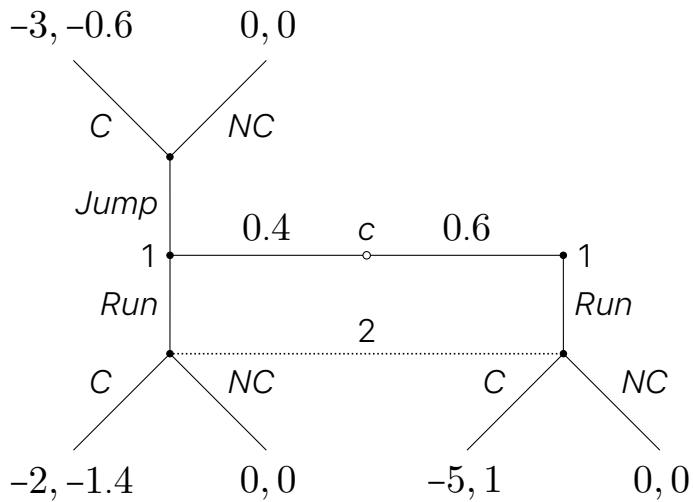 –3, –0.6 0, 0
C NC
Jump
0.4 c 0.6
1 1
Run Run
2
C NC C NC
–2, –1.4 0, 0 –5, 1 0, 0